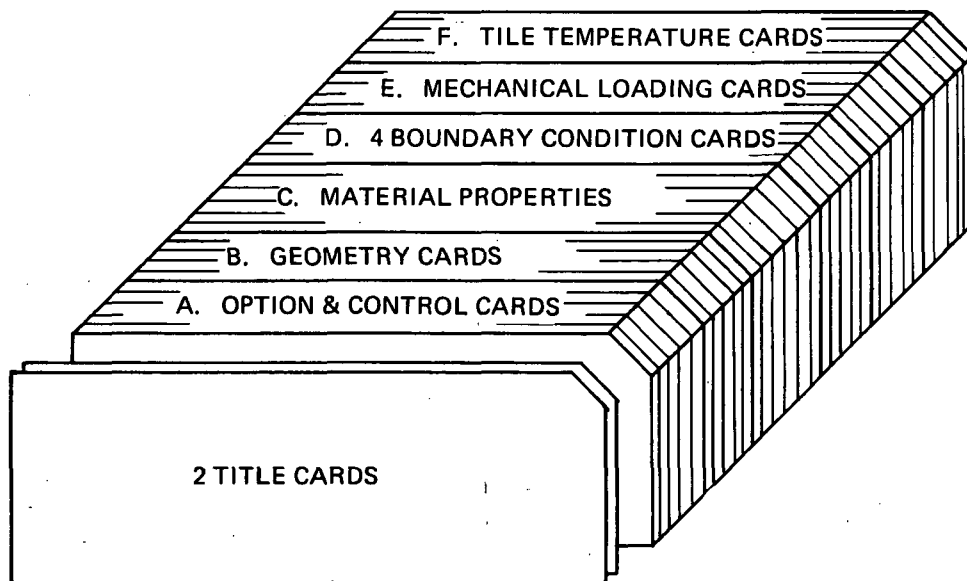 F. TILE TEMPERATURE CARDS
E. MECHANICAL LOADING CARDS
D. 4 BOUNDARY CONDITION CARDS
C. MATERIAL PROPERTIES
B. GEOMETRY CARDS
A. OPTION & CONTROL CARDS
2 TITLE CARDS